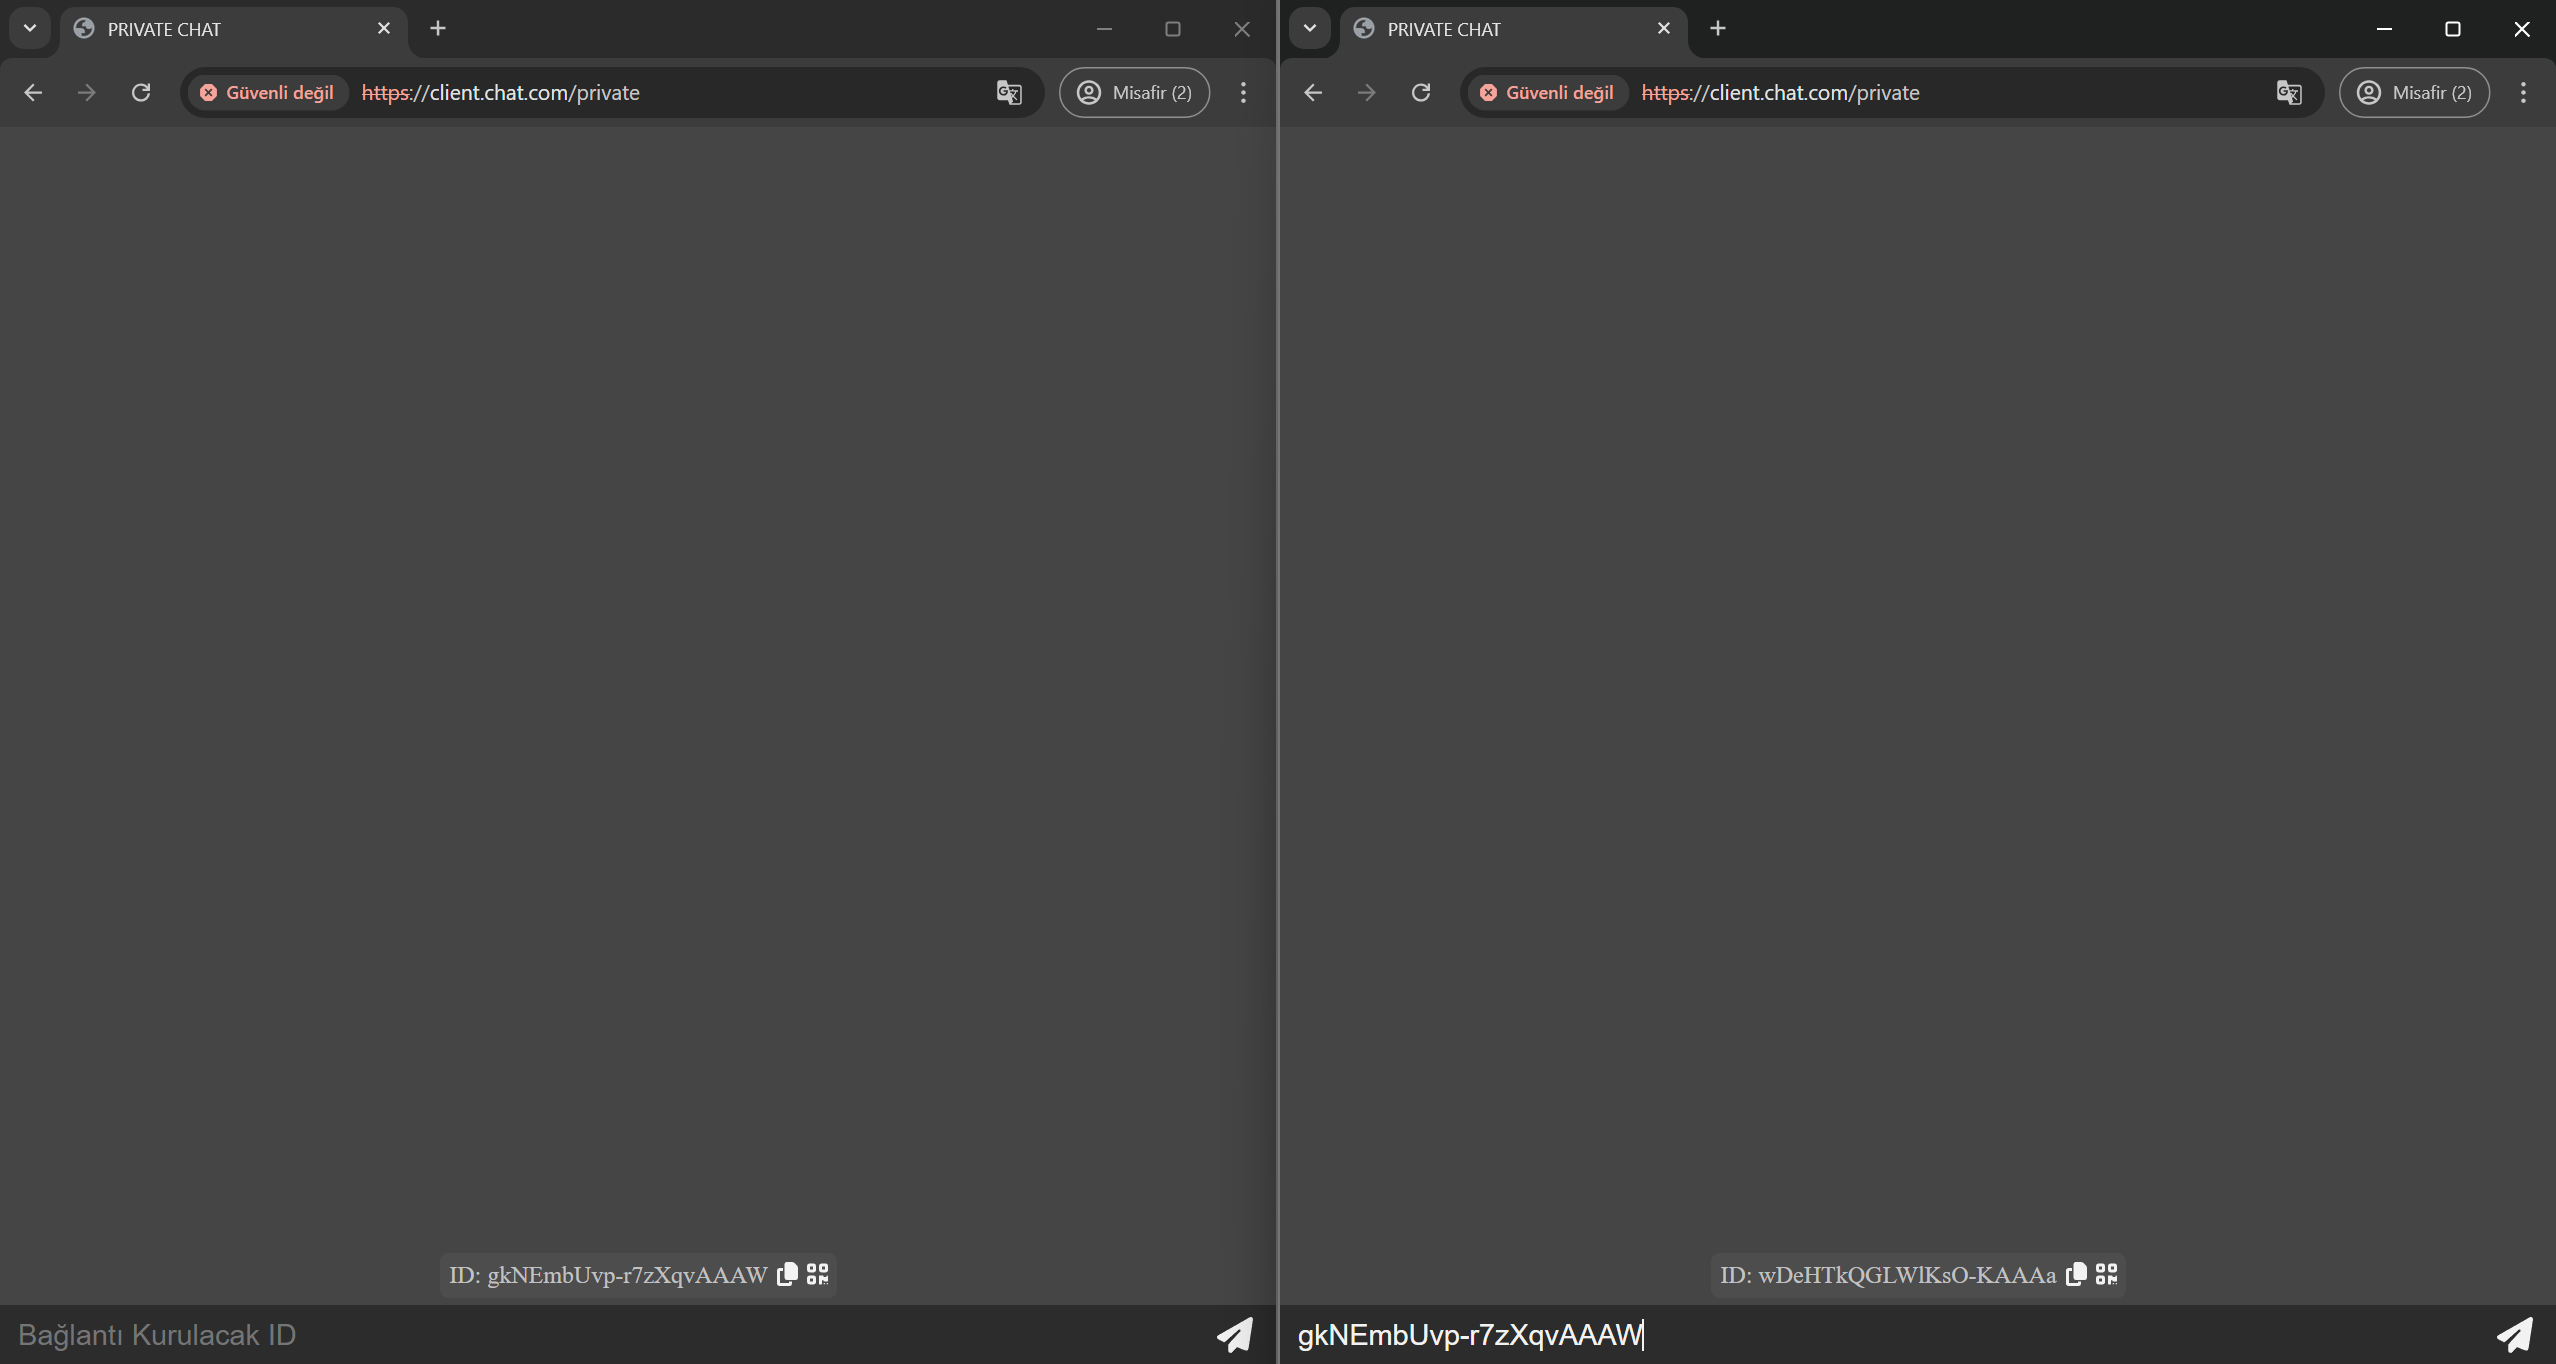 PRIVATE CHAT
Güvenli değil https://client.chat.com/private Misafir (2)
ID: gkNEmbUvp-r7zXqvAAAW
Bağlantı Kurulacak ID
PRIVATE CHAT
Güvenli değil https://client.chat.com/private Misafir (2)
ID: wDeHTkQGLWlKsO-KAAAa
gkNEmbUvp-r7zXqvAAAW